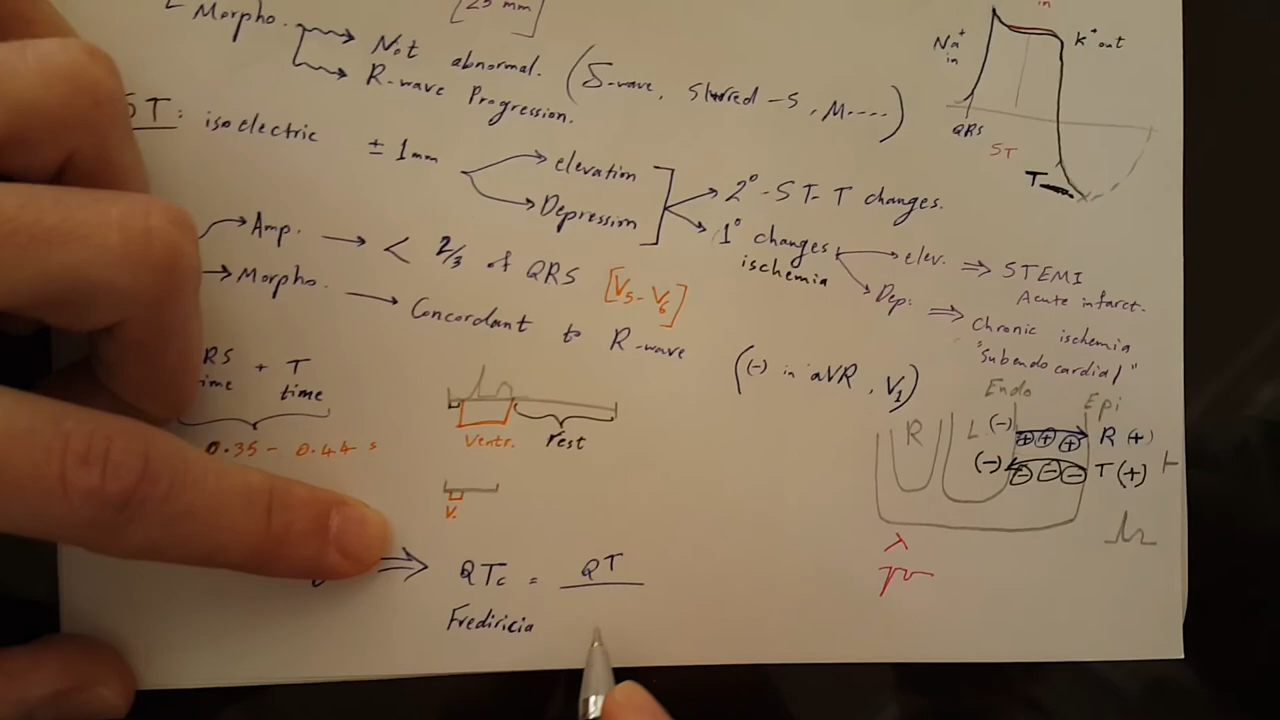 Morpho.
[25 mm]
Not abnormal. (δ-wave, Slurred-S, M....)
R-wave Progression.
ST: isoelectric ± 1mm
elevation
Depression
2° - ST-T changes.
1° changes
ischemia
elev. ⇒ STEMI
Acute infarct.
Dep: ⇒ Chronic ischemia
"Subendocardial"
Amp. → < 2/3 of QRS [V5 - V6]
Morpho. → Concordant to R-wave ((-) in aVR, V1)
RS + T
ime time
0.35 - 0.44 s
Ventr. rest
V.
⇒ QTc = QT
Frediricia
in
Na+
in
K+ out
QRS
ST
T
Endo
Epi
R
L (-) + + + R (+)
(-) - - - T (+)